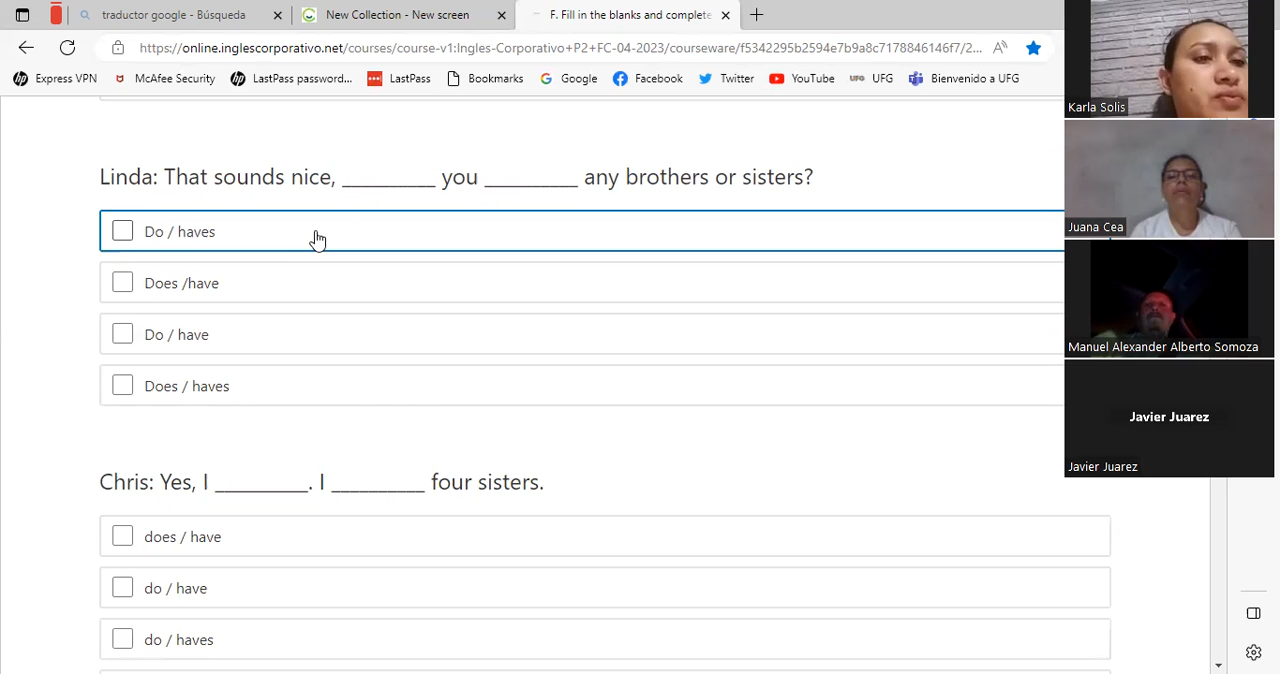 traductor google - Búsqueda
New Collection - New screen
F. Fill in the blanks and complete
https://online.inglescorporativo.net/courses/course-v1:Ingles-Corporativo+P2+FC-04-2023/courseware/f5342295b2594e7b9a8c7178846146f7/2...
Express VPN
McAfee Security
LastPass password...
LastPass
Bookmarks
Google
Facebook
Twitter
YouTube
UFG
Bienvenido a UFG
Linda: That sounds nice, __________ you __________ any brothers or sisters?
Do / haves
Does /have
Do / have
Does / haves
Chris: Yes, I __________. I __________ four sisters.
does / have
do / have
do / haves
Karla Solis
Juana Cea
Manuel Alexander Alberto Somoza
Javier Juarez
Javier Juarez